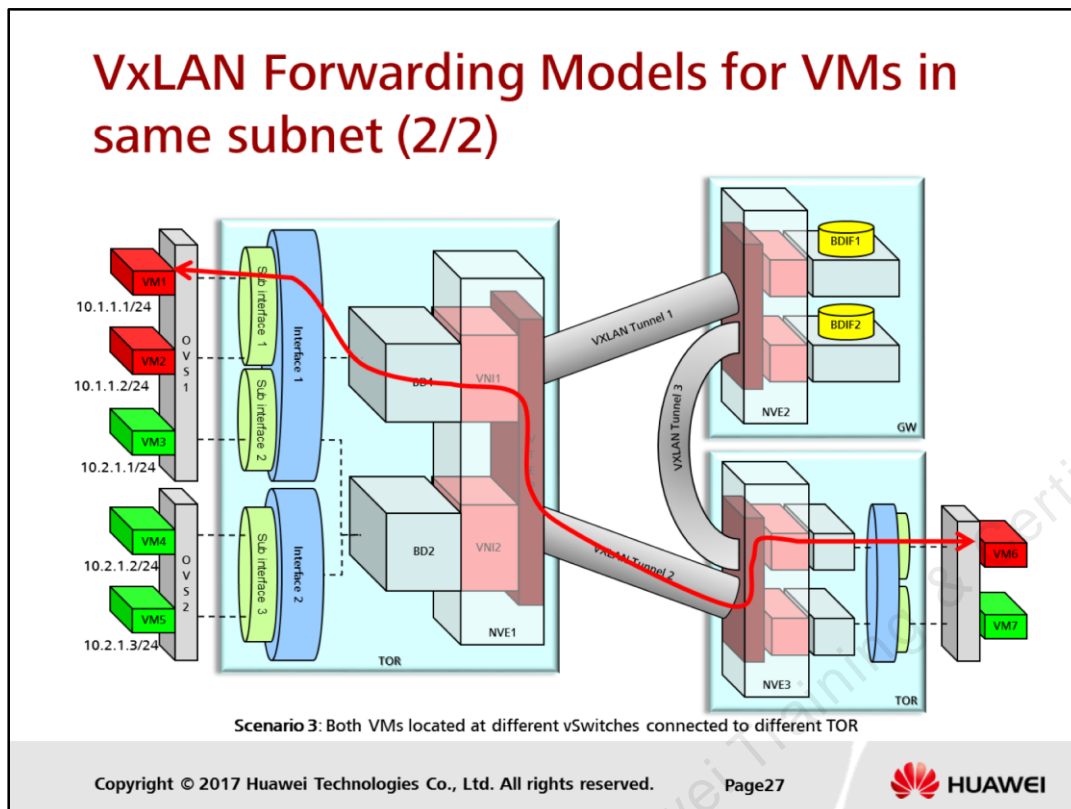 VxLAN Forwarding Models for VMs in
same subnet (2/2)
VM1
10.1.1.1/24
VM2
10.1.1.2/24
VM3
10.2.1.1/24
OVS1
VM4
10.2.1.2/24
VM5
10.2.1.3/24
OVS2
Sub interface 1
Sub interface 2
Interface 1
Sub interface 3
Interface 2
BD1
VNI1
BD2
VNI2
NVE1
TOR
VXLAN Tunnel 1
VXLAN Tunnel 2
VXLAN Tunnel 3
BDIF1
BDIF2
NVE2
GW
NVE3
TOR
VM6
VM7
Scenario 3: Both VMs located at different vSwitches connected to different TOR
Copyright © 2017 Huawei Technologies Co., Ltd. All rights reserved.
Page27
HUAWEI
Training &